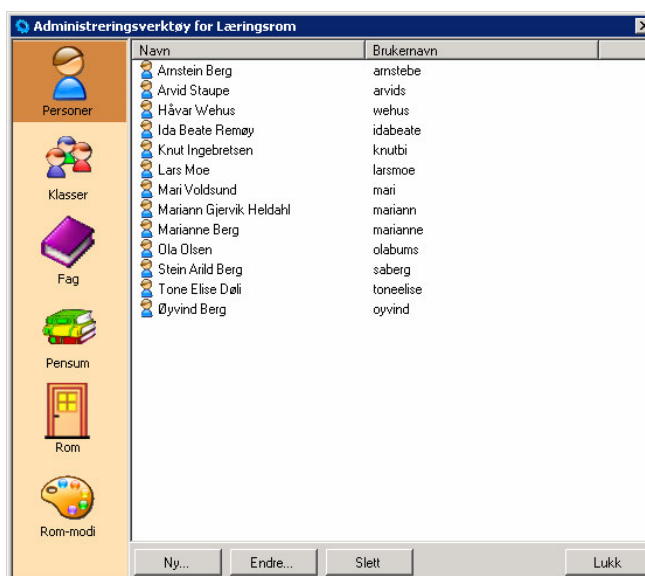 Administreringsverktøy for Læringsrom
Navn Brukernavn
Arnstein Berg arnstebe
Arvid Staupe arvids
Håvar Wehus wehus
Ida Beate Remøy idabeate
Knut Ingebretsen knutbi
Lars Moe larsmoe
Mari Voldsund mari
Mariann Gjervik Heldahl mariann
Marianne Berg marianne
Ola Olsen olabums
Stein Arild Berg saberg
Tone Elise Døli toneelise
Øyvind Berg oyvind
Personer
Klasser
Fag
Pensum
Rom
Rom-modi
Ny... Endre... Slett Lukk